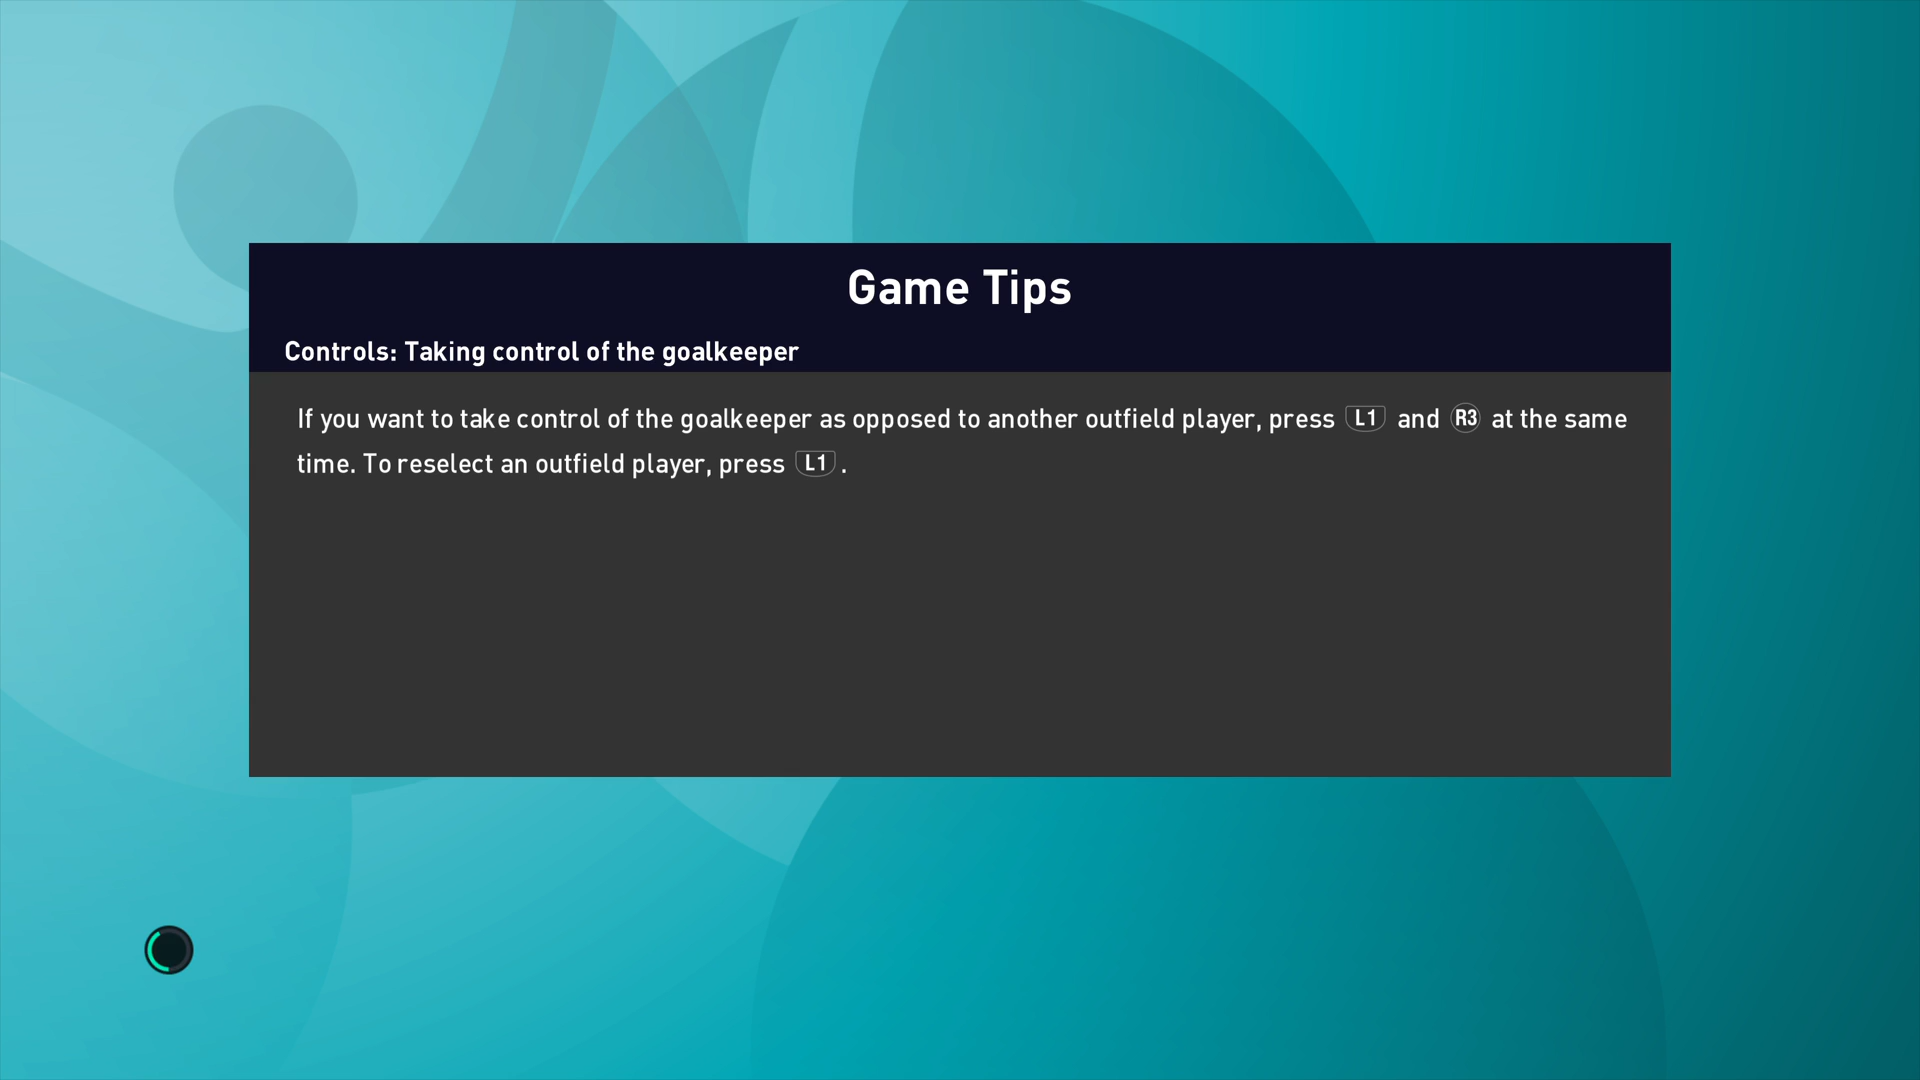 Game Tips
Controls: Taking control of the goalkeeper
If you want to take control of the goalkeeper as opposed to another outfield player, press L1 and R3 at the same
time. To reselect an outfield player, press L1 .